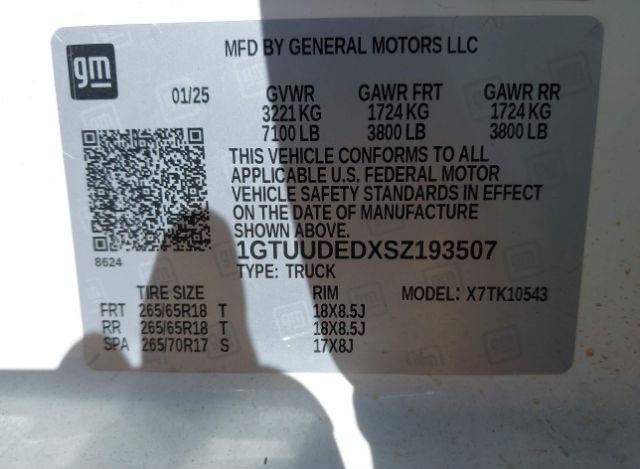 gm
MFD BY GENERAL MOTORS LLC
01/25 GVWR GAWR FRT GAWR RR
3221 KG 1724 KG 1724 KG
7100 LB 3800 LB 3800 LB
THIS VEHICLE CONFORMS TO ALL
APPLICABLE U.S. FEDERAL MOTOR
VEHICLE SAFETY STANDARDS IN EFFECT
ON THE DATE OF MANUFACTURE
SHOWN ABOVE.
8624
1GTUUDEDXSZ193507
TYPE: TRUCK
TIRE SIZE RIM MODEL: X7TK10543
FRT 265/65R18 T 18X8.5J
RR 265/65R18 T 18X8.5J
SPA 265/70R17 S 17X8J